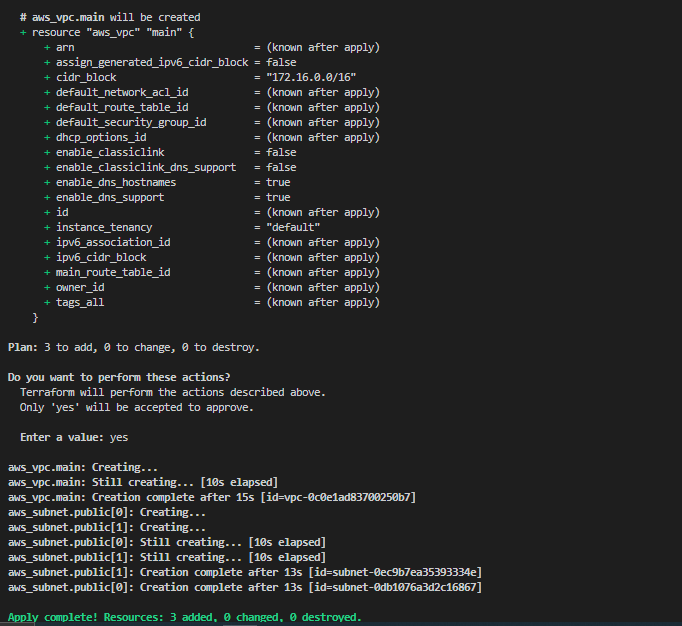 # aws_vpc.main will be created
+ resource "aws_vpc" "main" {
+ arn = (known after apply)
+ assign_generated_ipv6_cidr_block = false
+ cidr_block = "172.16.0.0/16"
+ default_network_acl_id = (known after apply)
+ default_route_table_id = (known after apply)
+ default_security_group_id = (known after apply)
+ dhcp_options_id = (known after apply)
+ enable_classiclink = false
+ enable_classiclink_dns_support = false
+ enable_dns_hostnames = true
+ enable_dns_support = true
+ id = (known after apply)
+ instance_tenancy = "default"
+ ipv6_association_id = (known after apply)
+ ipv6_cidr_block = (known after apply)
+ main_route_table_id = (known after apply)
+ owner_id = (known after apply)
+ tags_all = (known after apply)
}
Plan: 3 to add, 0 to change, 0 to destroy.
Do you want to perform these actions?
Terraform will perform the actions described above.
Only 'yes' will be accepted to approve.
Enter a value: yes
aws_vpc.main: Creating...
aws_vpc.main: Still creating... [10s elapsed]
aws_vpc.main: Creation complete after 15s [id=vpc-0c0e1ad83700250b7]
aws_subnet.public[0]: Creating...
aws_subnet.public[1]: Creating...
aws_subnet.public[0]: Still creating... [10s elapsed]
aws_subnet.public[1]: Still creating... [10s elapsed]
aws_subnet.public[1]: Creation complete after 13s [id=subnet-0ec9b7ea35393334e]
aws_subnet.public[0]: Creation complete after 13s [id=subnet-0db1076a3d2c16867]
Apply complete! Resources: 3 added, 0 changed, 0 destroyed.